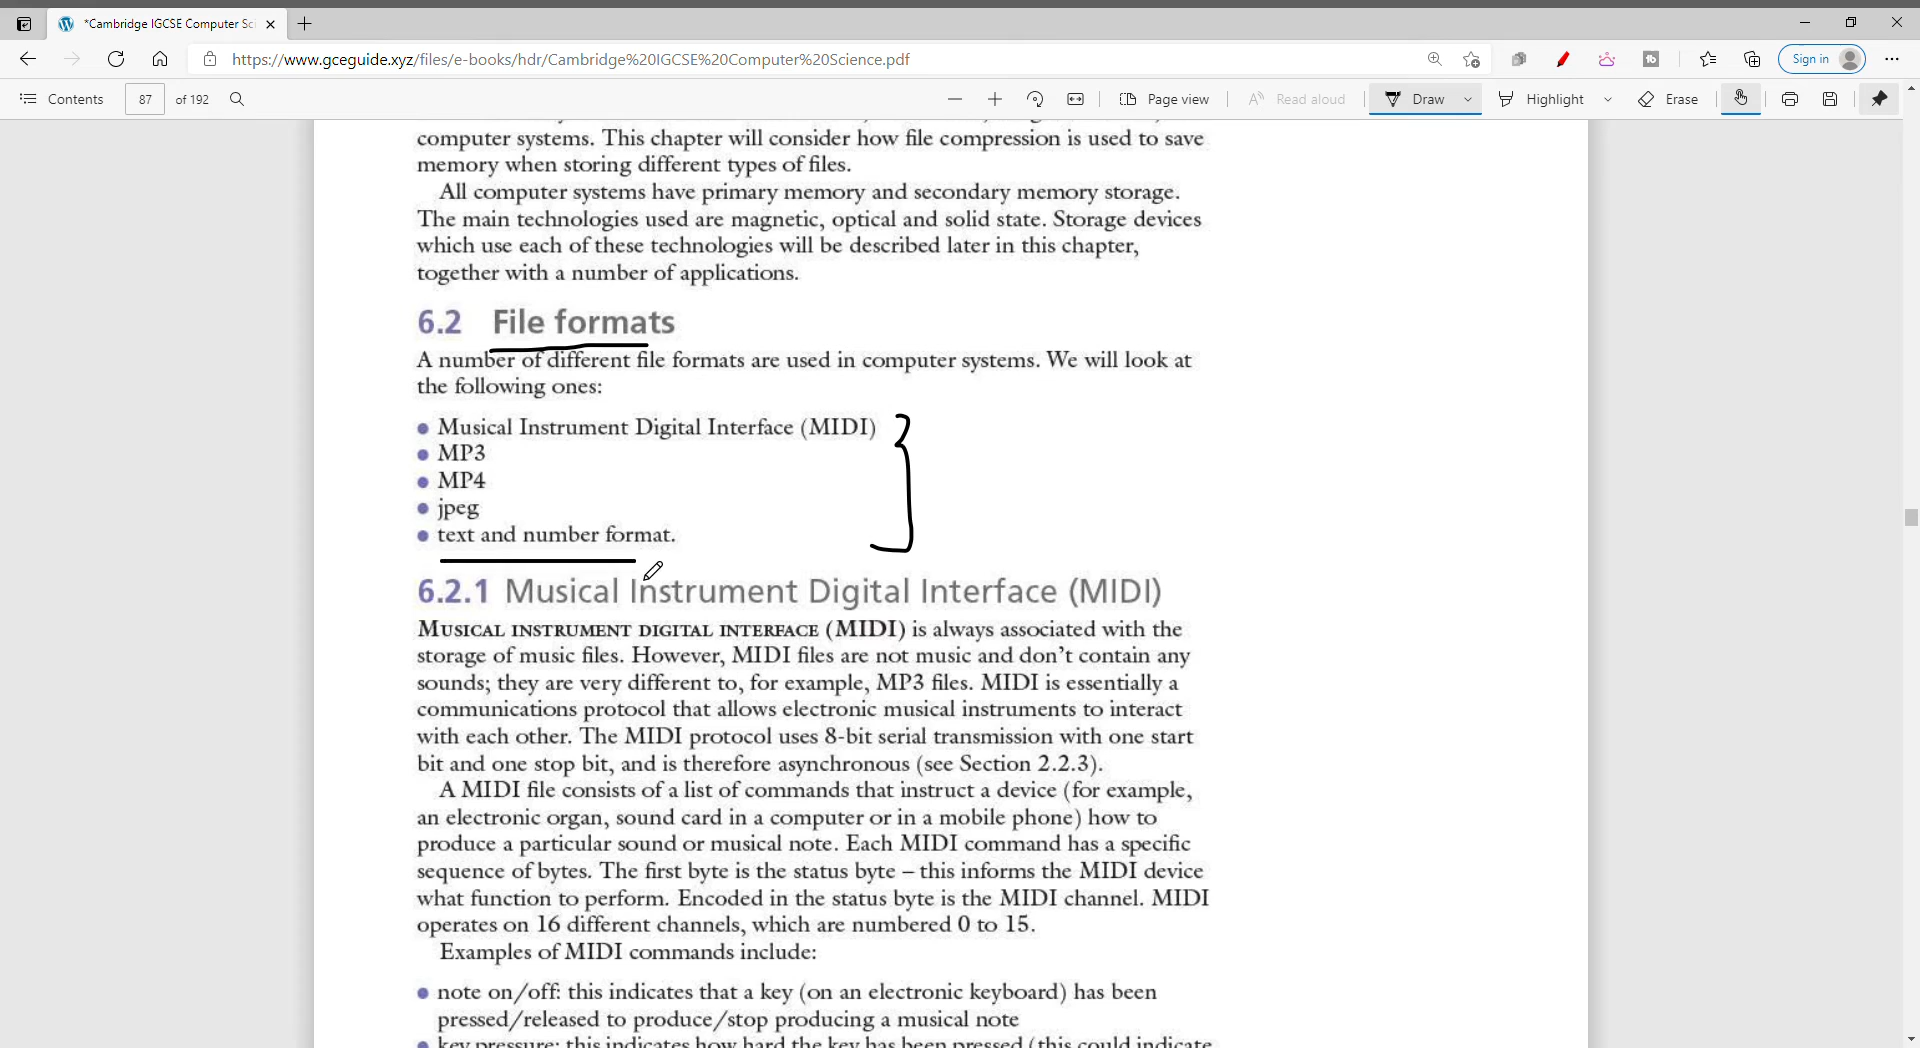 *Cambridge IGCSE Computer Sci
https://www.gceguide.xyz/files/e-books/hdr/Cambridge%20IGCSE%20Computer%20Science.pdf
Sign in
Contents 87 of 192 Page view Read aloud Draw Highlight Erase
computer systems. This chapter will consider how file compression is used to save
memory when storing different types of files.
All computer systems have primary memory and secondary memory storage.
The main technologies used are magnetic, optical and solid state. Storage devices
which use each of these technologies will be described later in this chapter,
together with a number of applications.
6.2 File formats
A number of different file formats are used in computer systems. We will look at
the following ones:
• Musical Instrument Digital Interface (MIDI)
• MP3
• MP4
• jpeg
• text and number format.
6.2.1 Musical Instrument Digital Interface (MIDI)
MUSICAL INSTRUMENT DIGITAL INTERFACE (MIDI) is always associated with the
storage of music files. However, MIDI files are not music and don't contain any
sounds; they are very different to, for example, MP3 files. MIDI is essentially a
communications protocol that allows electronic musical instruments to interact
with each other. The MIDI protocol uses 8-bit serial transmission with one start
bit and one stop bit, and is therefore asynchronous (see Section 2.2.3).
A MIDI file consists of a list of commands that instruct a device (for example,
an electronic organ, sound card in a computer or in a mobile phone) how to
produce a particular sound or musical note. Each MIDI command has a specific
sequence of bytes. The first byte is the status byte – this informs the MIDI device
what function to perform. Encoded in the status byte is the MIDI channel. MIDI
operates on 16 different channels, which are numbered 0 to 15.
Examples of MIDI commands include:
• note on/off: this indicates that a key (on an electronic keyboard) has been
pressed/released to produce/stop producing a musical note
• key pressure: this indicates how hard the key has been pressed (this could indicate